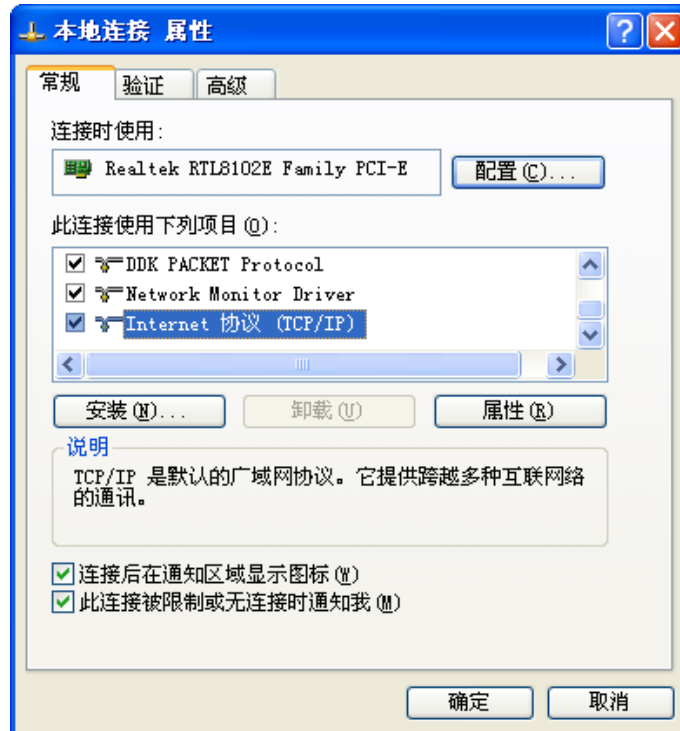 本地连接 属性
常规 验证 高级
连接时使用:
Realtek RTL8102E Family PCI-E 配置(C)...
此连接使用下列项目(O):
DDK PACKET Protocol
Network Monitor Driver
Internet 协议 (TCP/IP)
安装(N)... 卸载(U) 属性(R)
说明
TCP/IP 是默认的广域网协议。它提供跨越多种互联网络
的通讯。
连接后在通知区域显示图标(W)
此连接被限制或无连接时通知我(M)
确定 取消